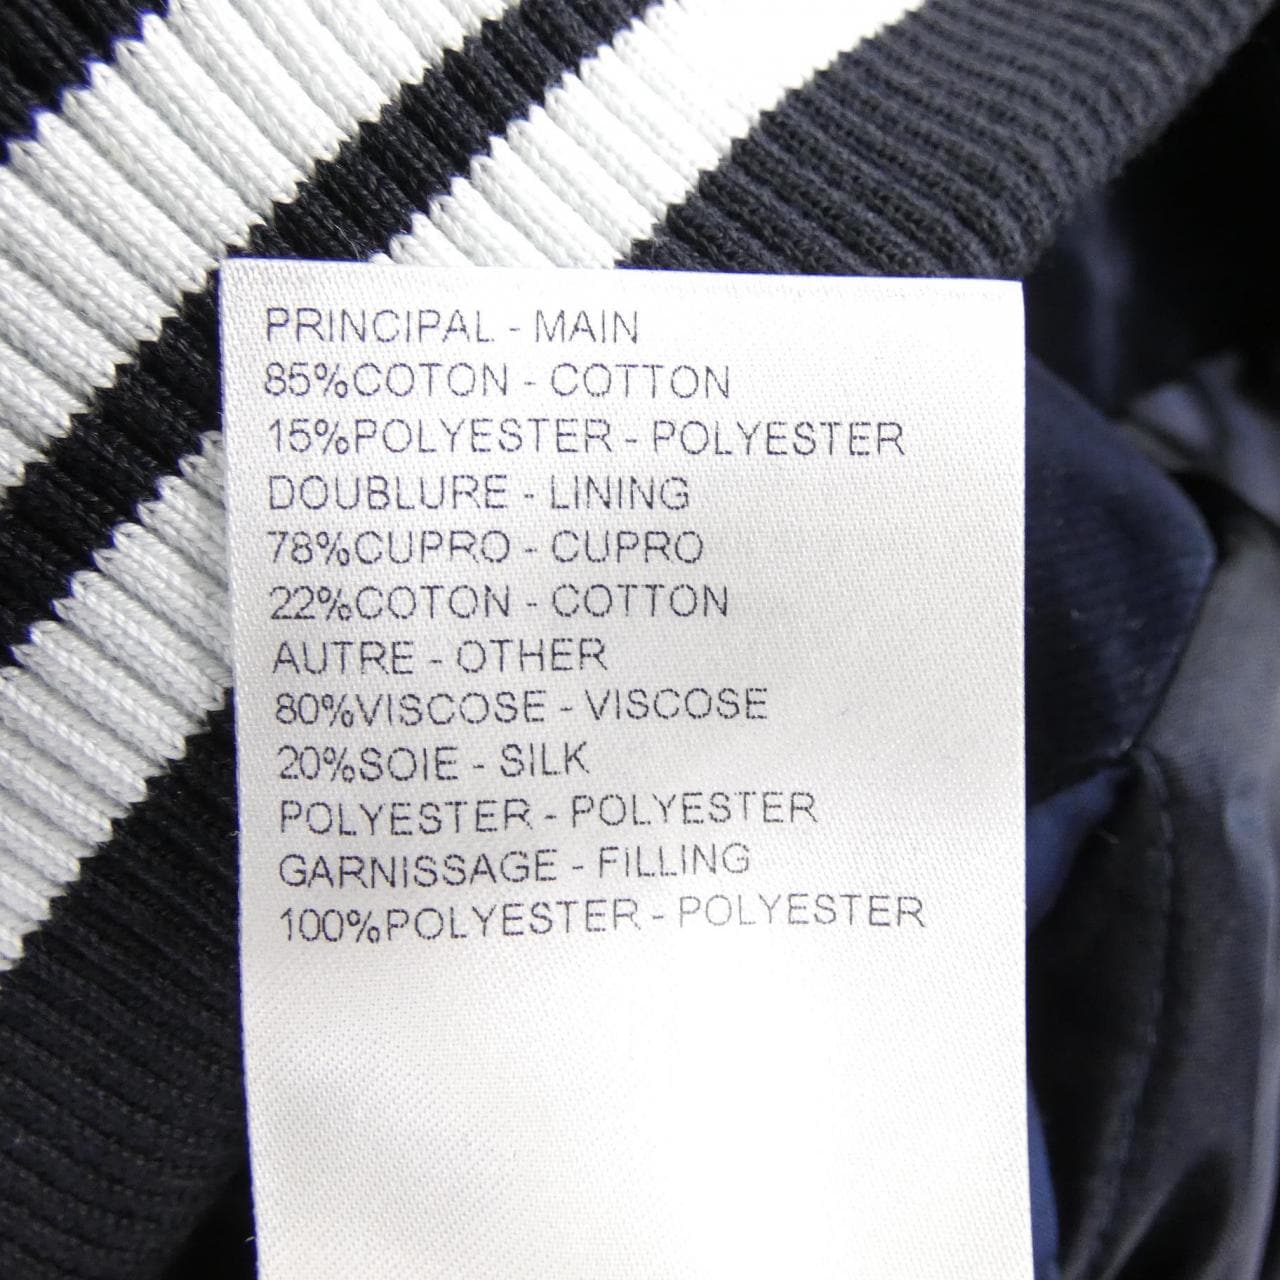 PRINCIPAL - MAIN
85%COTON - COTTON
15%POLYESTER - POLYESTER
DOUBLURE - LINING
78%CUPRO - CUPRO
22%COTON - COTTON
AUTRE - OTHER
80%VISCOSE - VISCOSE
20%SOIE - SILK
POLYESTER - POLYESTER
GARNISSAGE - FILLING
100%POLYESTER - POLYESTER